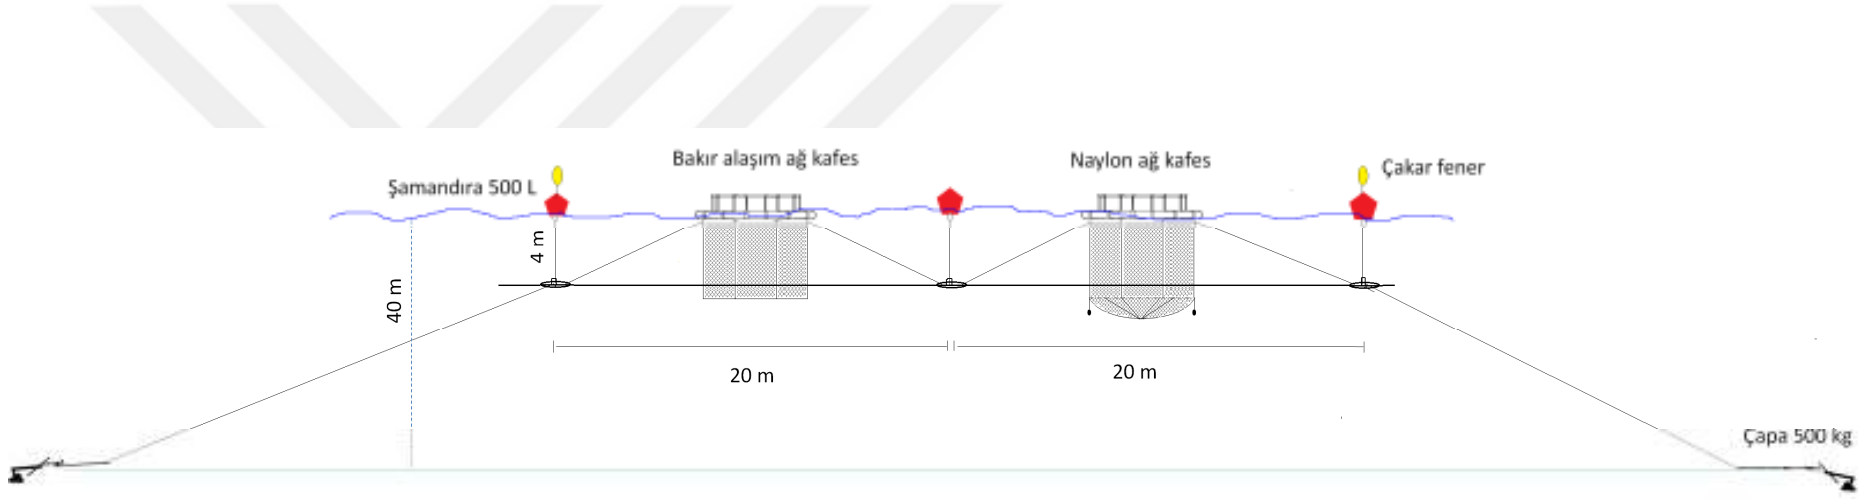 Bakır alaşım ağ kafes
Naylon ağ kafes
Çakar fener
Şamandıra 500 L
4 m
40 m
20 m
20 m
Çapa 500 kg